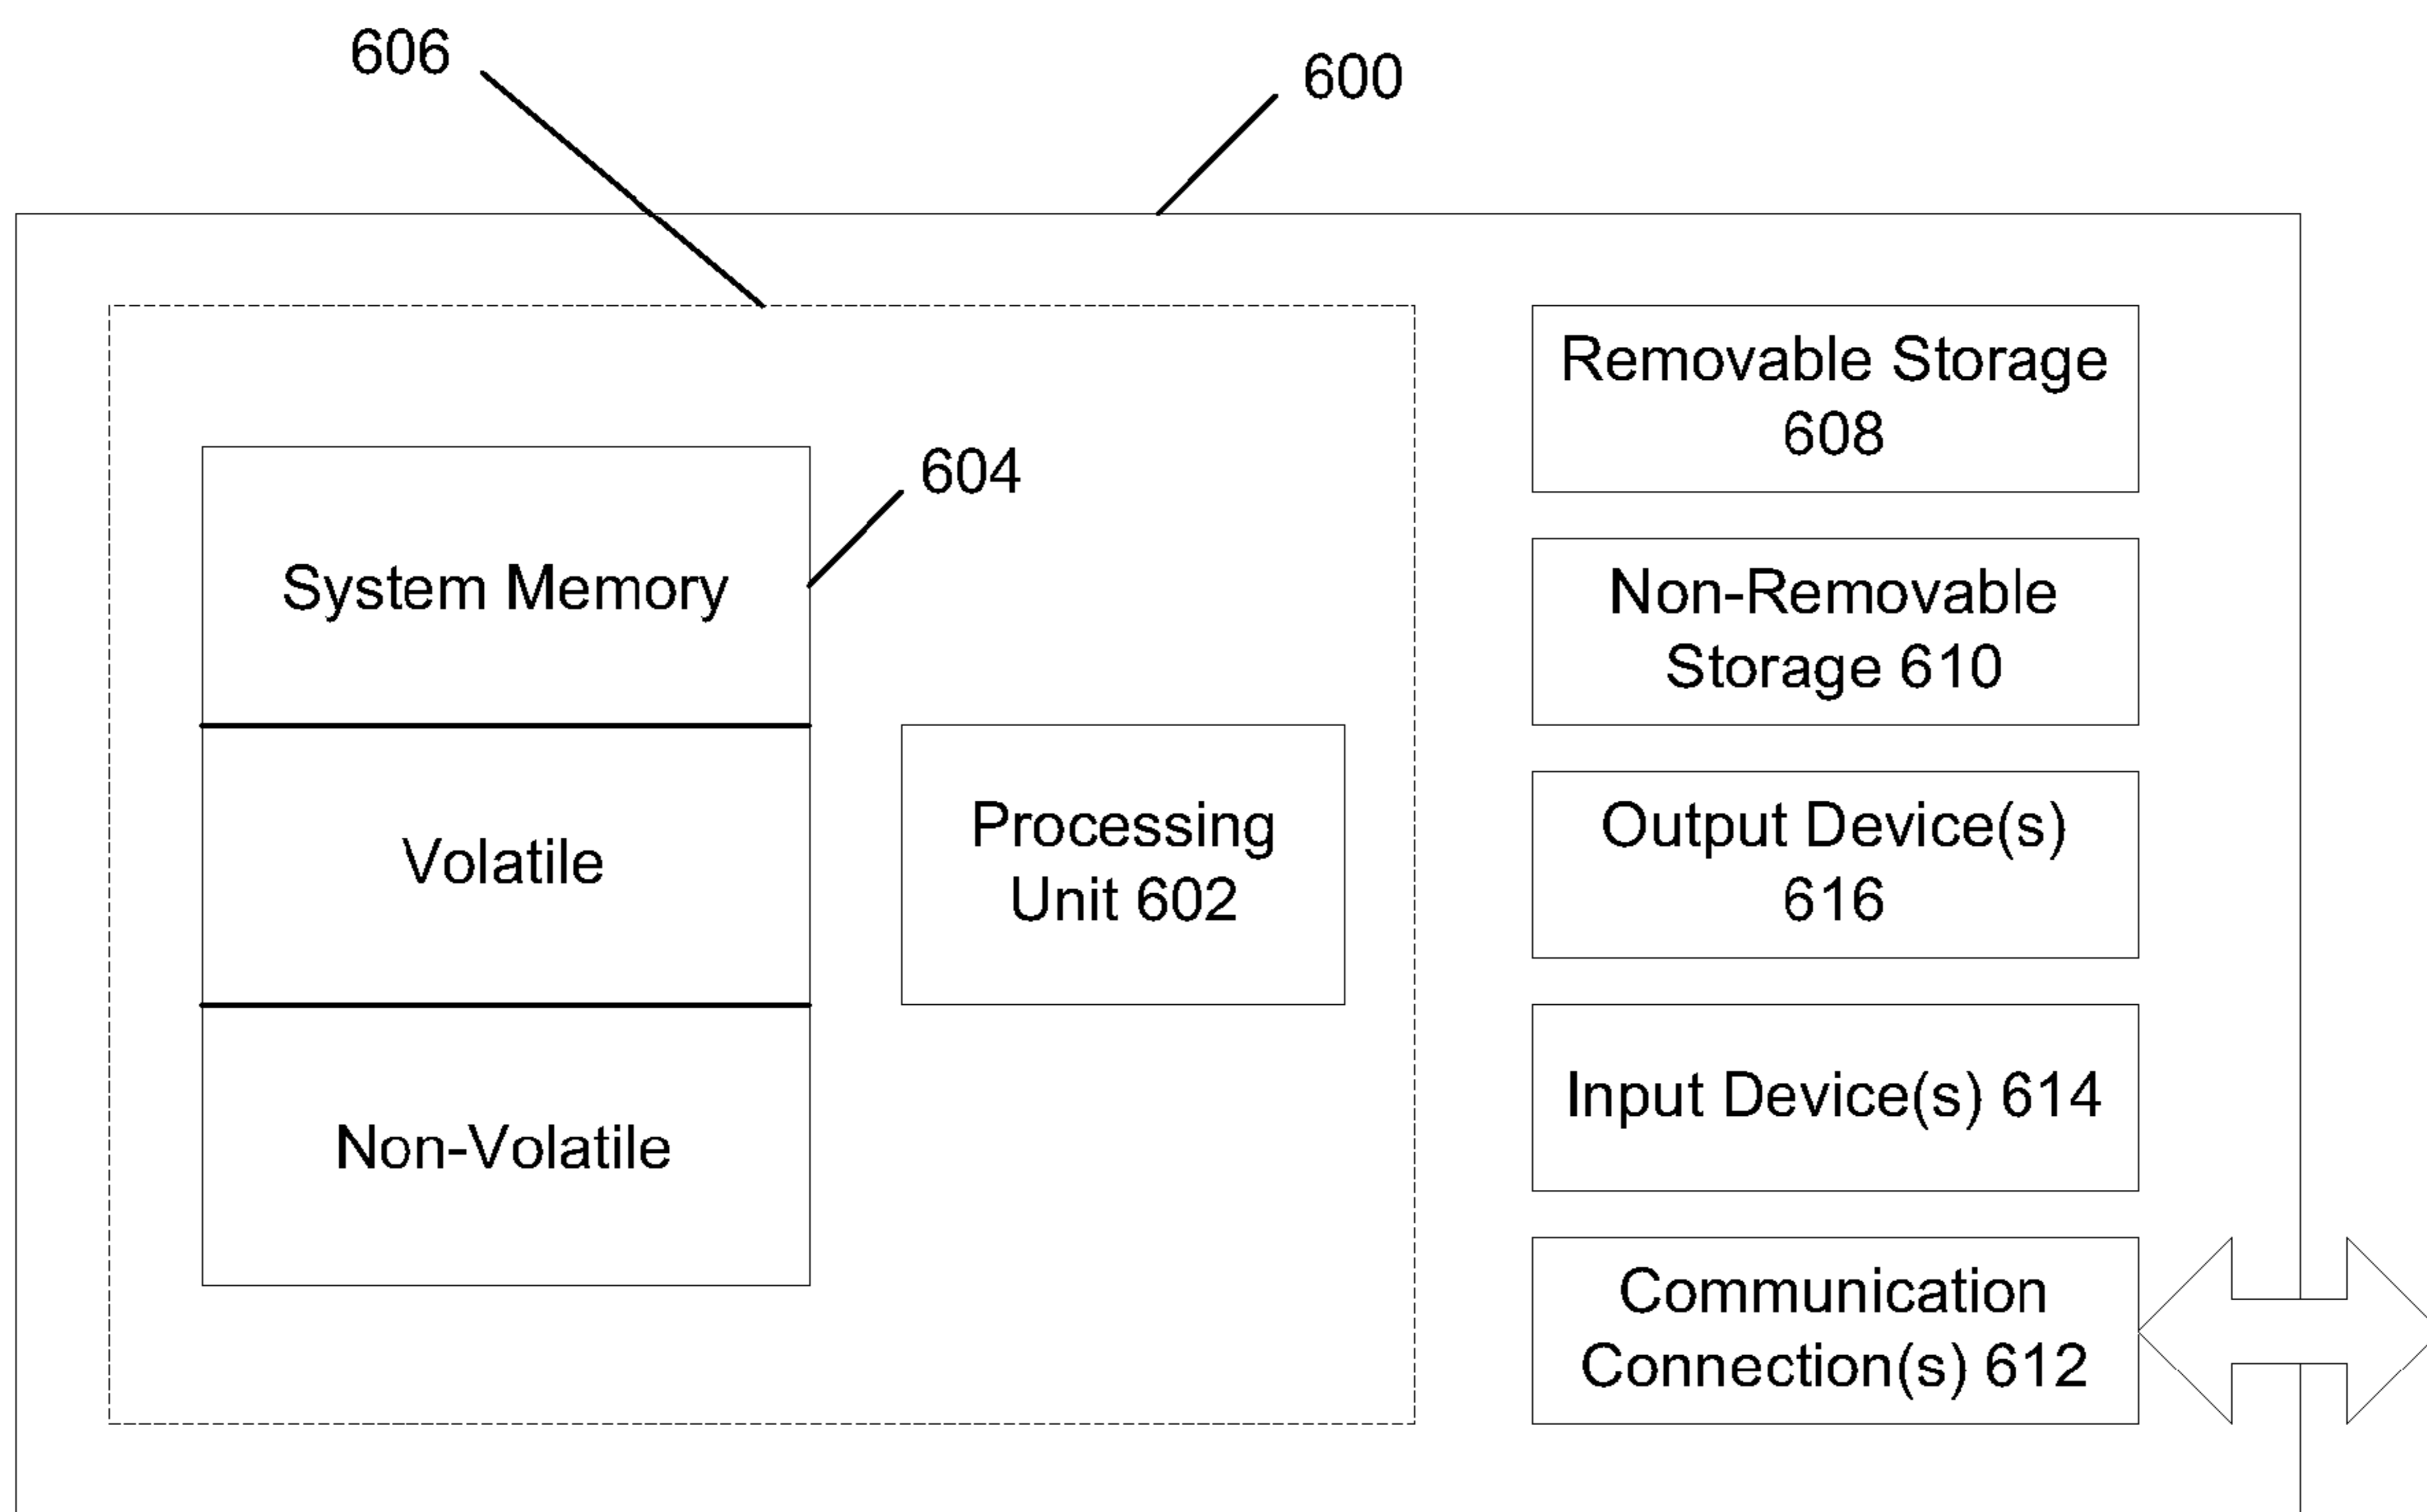 606
600
604
System Memory
Volatile
Non-Volatile
Processing
Unit 602
Removable Storage
608
Non-Removable
Storage 610
Output Device(s)
616
Input Device(s) 614
Communication
Connection(s) 612